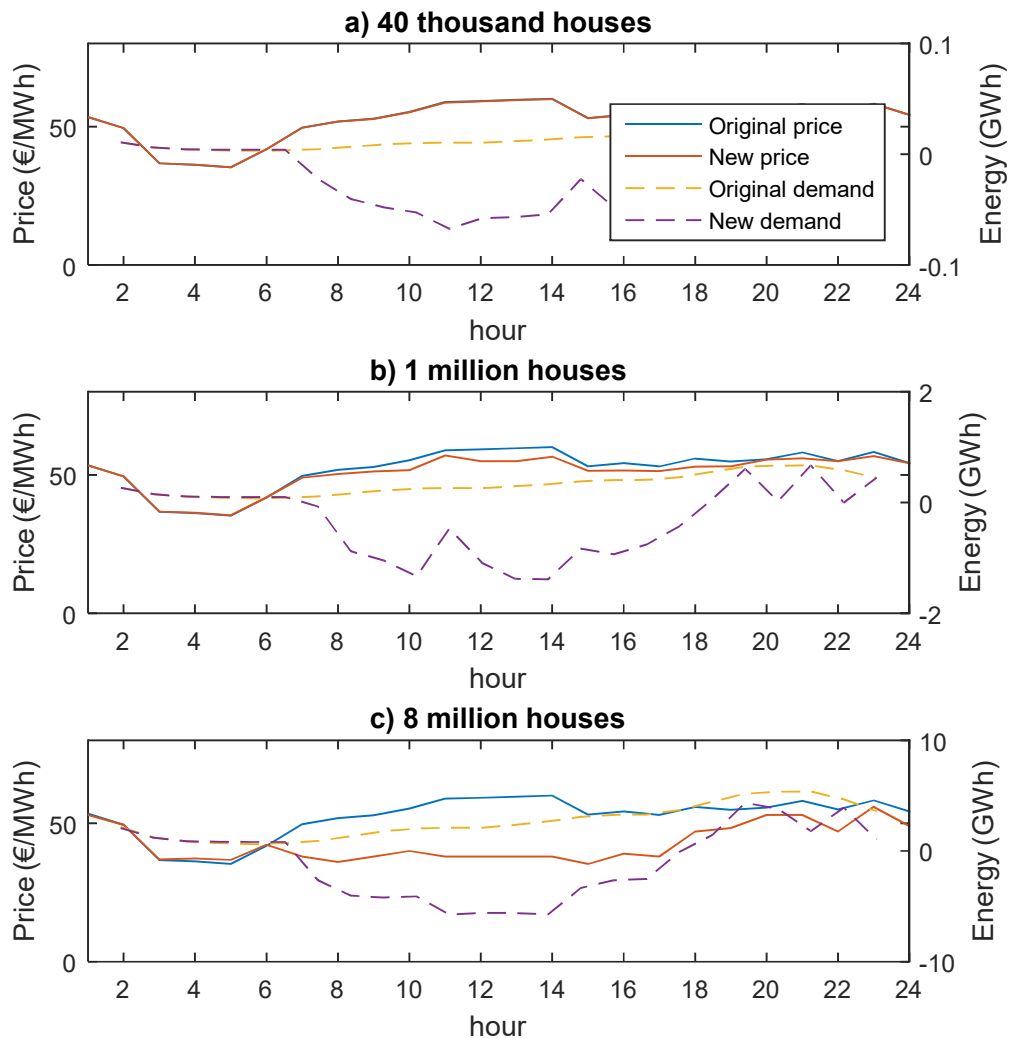 a) 40 thousand houses
Price (€/MWh)
50
0
0.1
0
-0.1
Energy (GWh)
Original price
New price
Original demand
New demand
2 4 6 8 10 12 14 16 18 20 22 24
hour
b) 1 million houses
Price (€/MWh)
50
0
2
0
-2
Energy (GWh)
2 4 6 8 10 12 14 16 18 20 22 24
hour
c) 8 million houses
Price (€/MWh)
50
0
10
0
-10
Energy (GWh)
2 4 6 8 10 12 14 16 18 20 22 24
hour